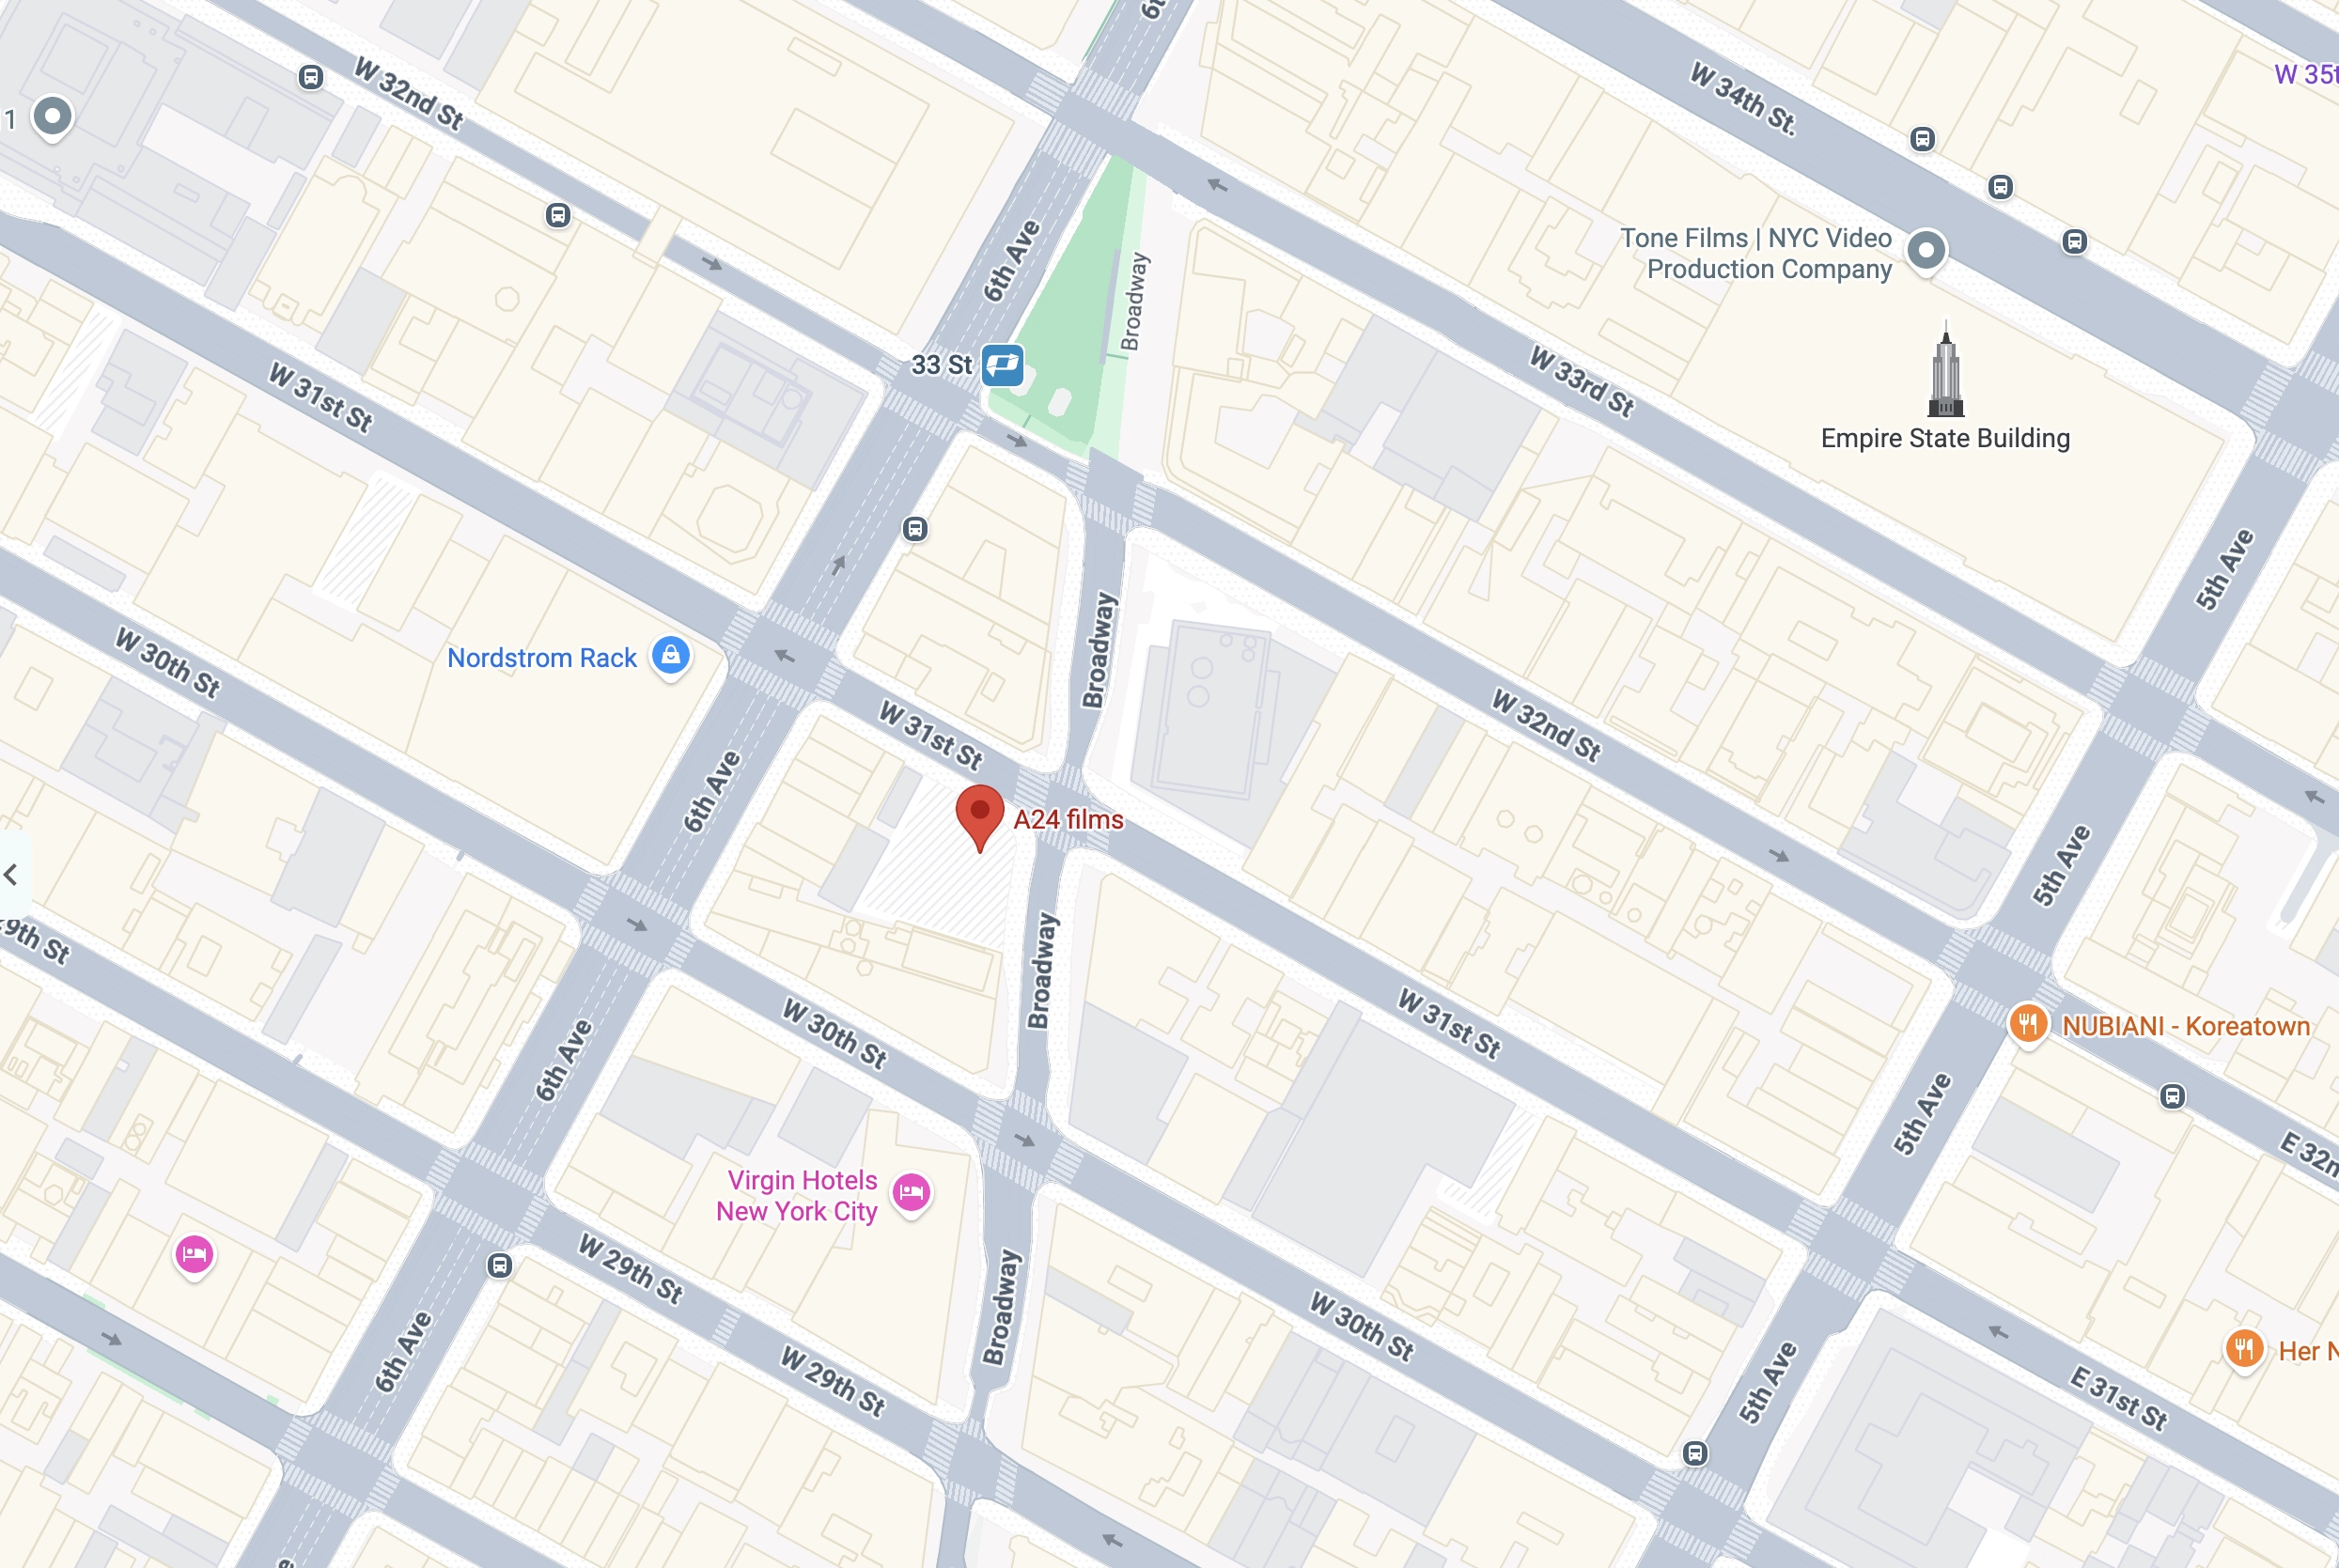 6t
W 32nd St
1
W 34th St.
W 35t
6th Ave
Broadway
Tone Films | NYC Video
Production Company
33 St
W 31st St
W 33rd St
Empire State Building
5th Ave
Nordstrom Rack
W 30th St
Broadway
W 31st St
W 32nd St
6th Ave
A24 films
5th Ave
9th St
Broadway
W 30th St
W 31st St
NUBIANI - Koreatown
6th Ave
5th Ave
E 32n
Virgin Hotels
New York City
W 29th St
Broadway
W 30th St
6th Ave
W 29th St
5th Ave
E 31st St
Her N